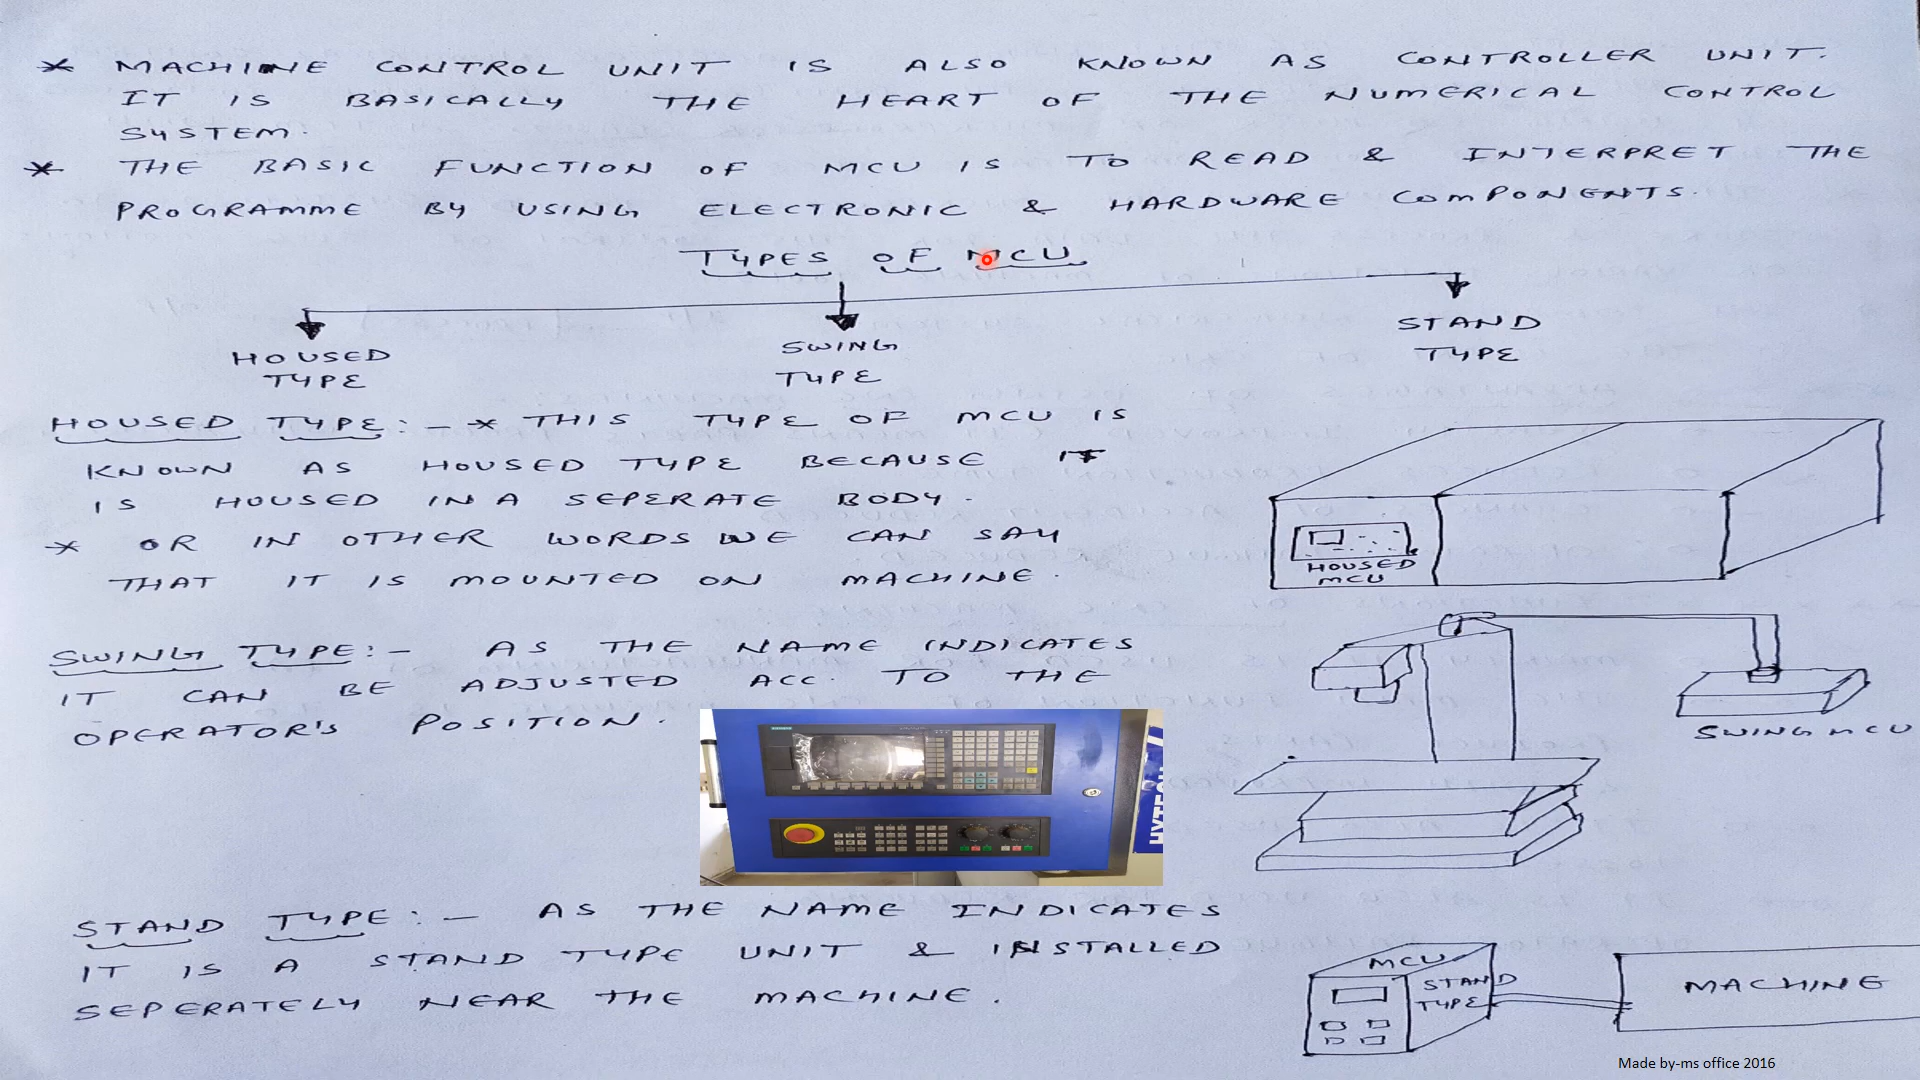 * MACHINE CONTROL UNIT IS ALSO KNOWN AS CONTROLLER UNIT.
IT IS BASICALLY THE HEART OF THE NUMERICAL CONTROL
SYSTEM.
* THE BASIC FUNCTION OF MCU IS TO READ & INTERPRET THE
PROGRAMME BY USING ELECTRONIC & HARDWARE COMPONENTS.
TYPES OF MCU
HOUSED
TYPE
SWING
TYPE
STAND
TYPE
HOUSED TYPE:- * THIS TYPE OF MCU IS
KNOWN AS HOUSED TYPE BECAUSE IT
IS HOUSED IN A SEPERATE BODY.
* OR IN OTHER WORDS WE CAN SAY
THAT IT IS MOUNTED ON MACHINE.
HOUSED
MCU
SWING TYPE:- AS THE NAME INDICATES
IT CAN BE ADJUSTED ACC. TO THE
OPERATOR'S POSITION.
SWING MCU
HYTECH
STAND TYPE:- AS THE NAME INDICATES
IT IS A STAND TYPE UNIT & INSTALLED
SEPERATELY NEAR THE MACHINE.
MCU
STAND
TYPE
MACHINE
Made by-ms office 2016